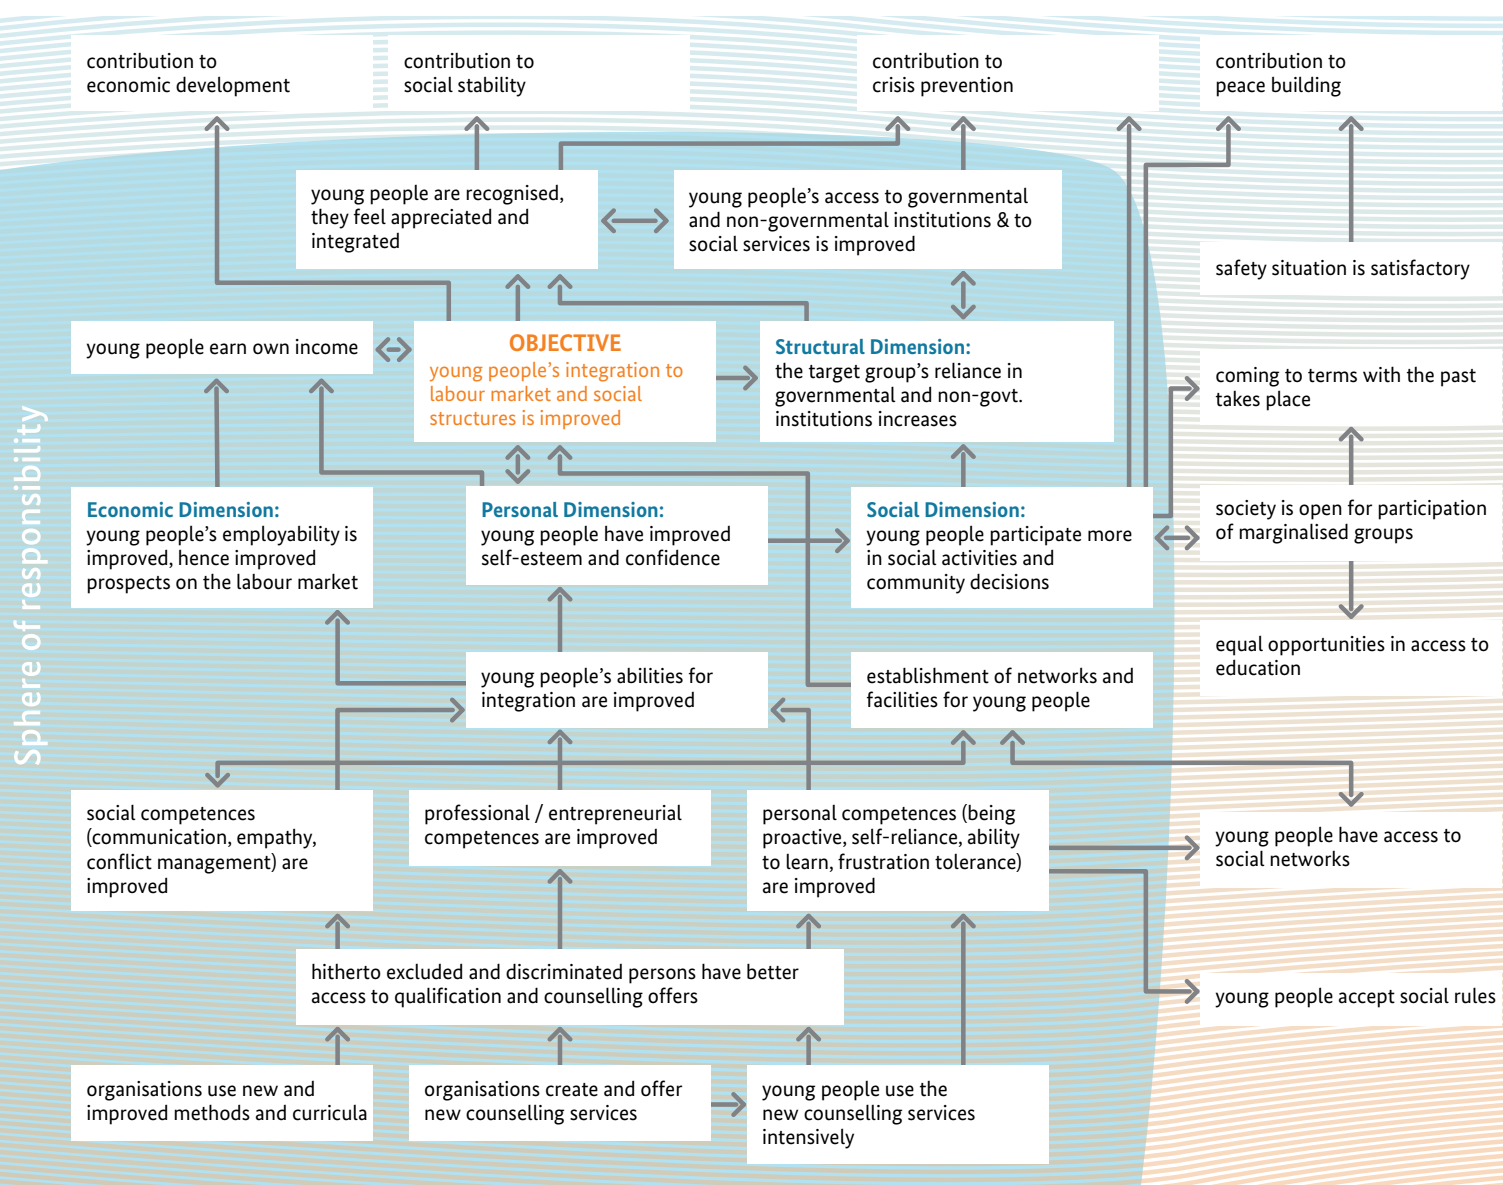 contribution to
economic development
contribution to
social stability
contribution to
crisis prevention
contribution to
peace building
young people are recognised,
they feel appreciated and
integrated
young people’s access to governmental
and non-governmental institutions & to
social services is improved
safety situation is satisfactory
young people earn own income
OBJECTIVE
young people’s integration to
labour market and social
structures is improved
Structural Dimension:
the target group’s reliance in
governmental and non-govt.
institutions increases
coming to terms with the past
takes place
Sphere of responsibility
Economic Dimension:
young people’s employability is
improved, hence improved
prospects on the labour market
Personal Dimension:
young people have improved
self-esteem and confidence
Social Dimension:
young people participate more
in social activities and
community decisions
society is open for participation
of marginalised groups
equal opportunities in access to
education
young people’s abilities for
integration are improved
establishment of networks and
facilities for young people
social competences
(communication, empathy,
conflict management) are
improved
professional / entrepreneurial
competences are improved
personal competences (being
proactive, self-reliance, ability
to learn, frustration tolerance)
are improved
young people have access to
social networks
hitherto excluded and discriminated persons have better
access to qualification and counselling offers
young people accept social rules
organisations use new and
improved methods and curricula
organisations create and offer
new counselling services
young people use the
new counselling services
intensively